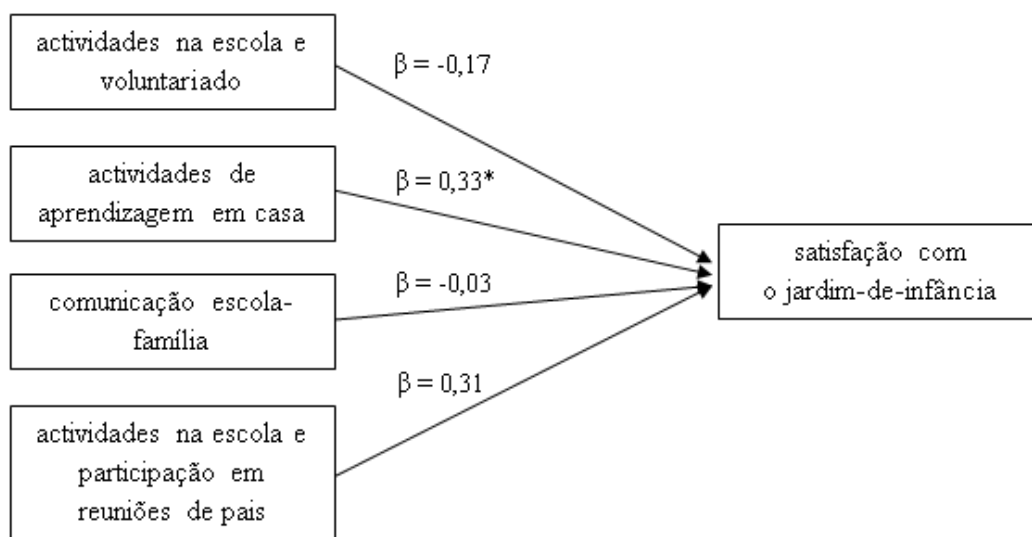 actividades na escola e
voluntariado
β = -0,17
actividades de
aprendizagem em casa
β = 0,33*
satisfação com
o jardim-de-infância
comunicação escola-
família
β = -0,03
actividades na escola e
participação em
reuniões de pais
β = 0,31